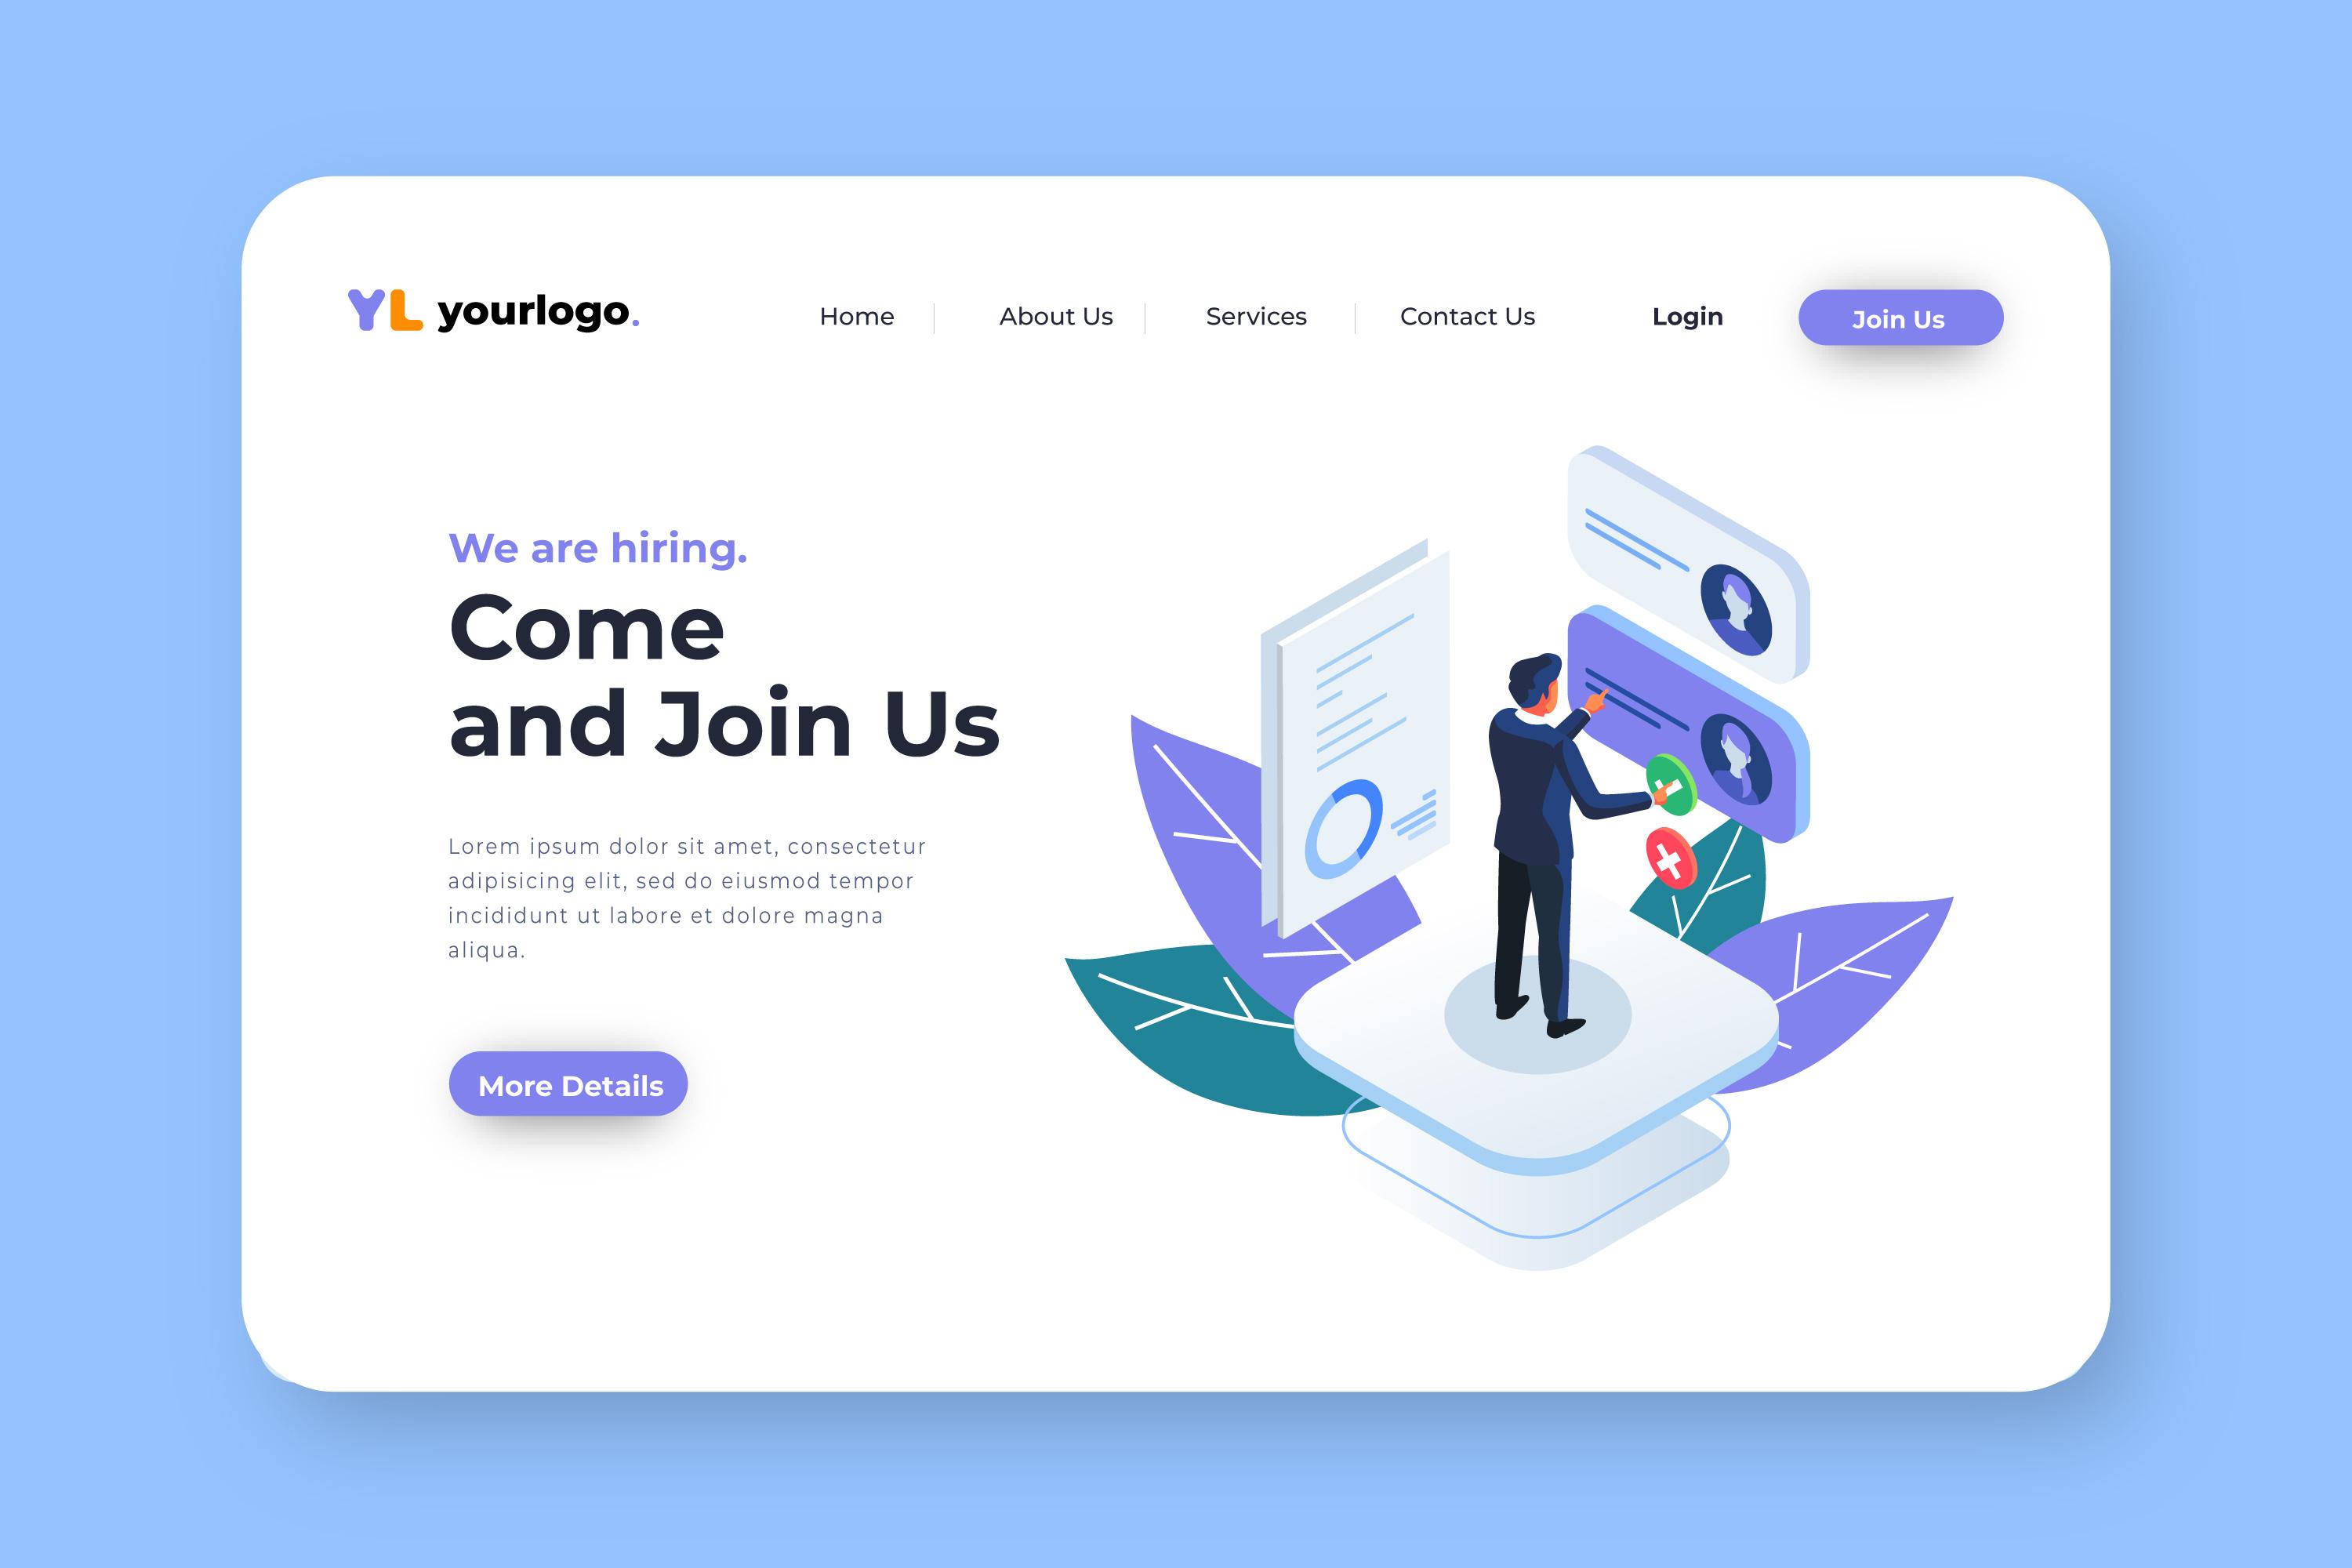 YL yourlogo.
Home
About Us
Services
Contact Us
Login
Join Us
We are hiring.
Come
and Join Us
Lorem ipsum dolor sit amet, consectetur
adipisicing elit, sed do eiusmod tempor
incididunt ut labore et dolore magna
aliqua.
More Details